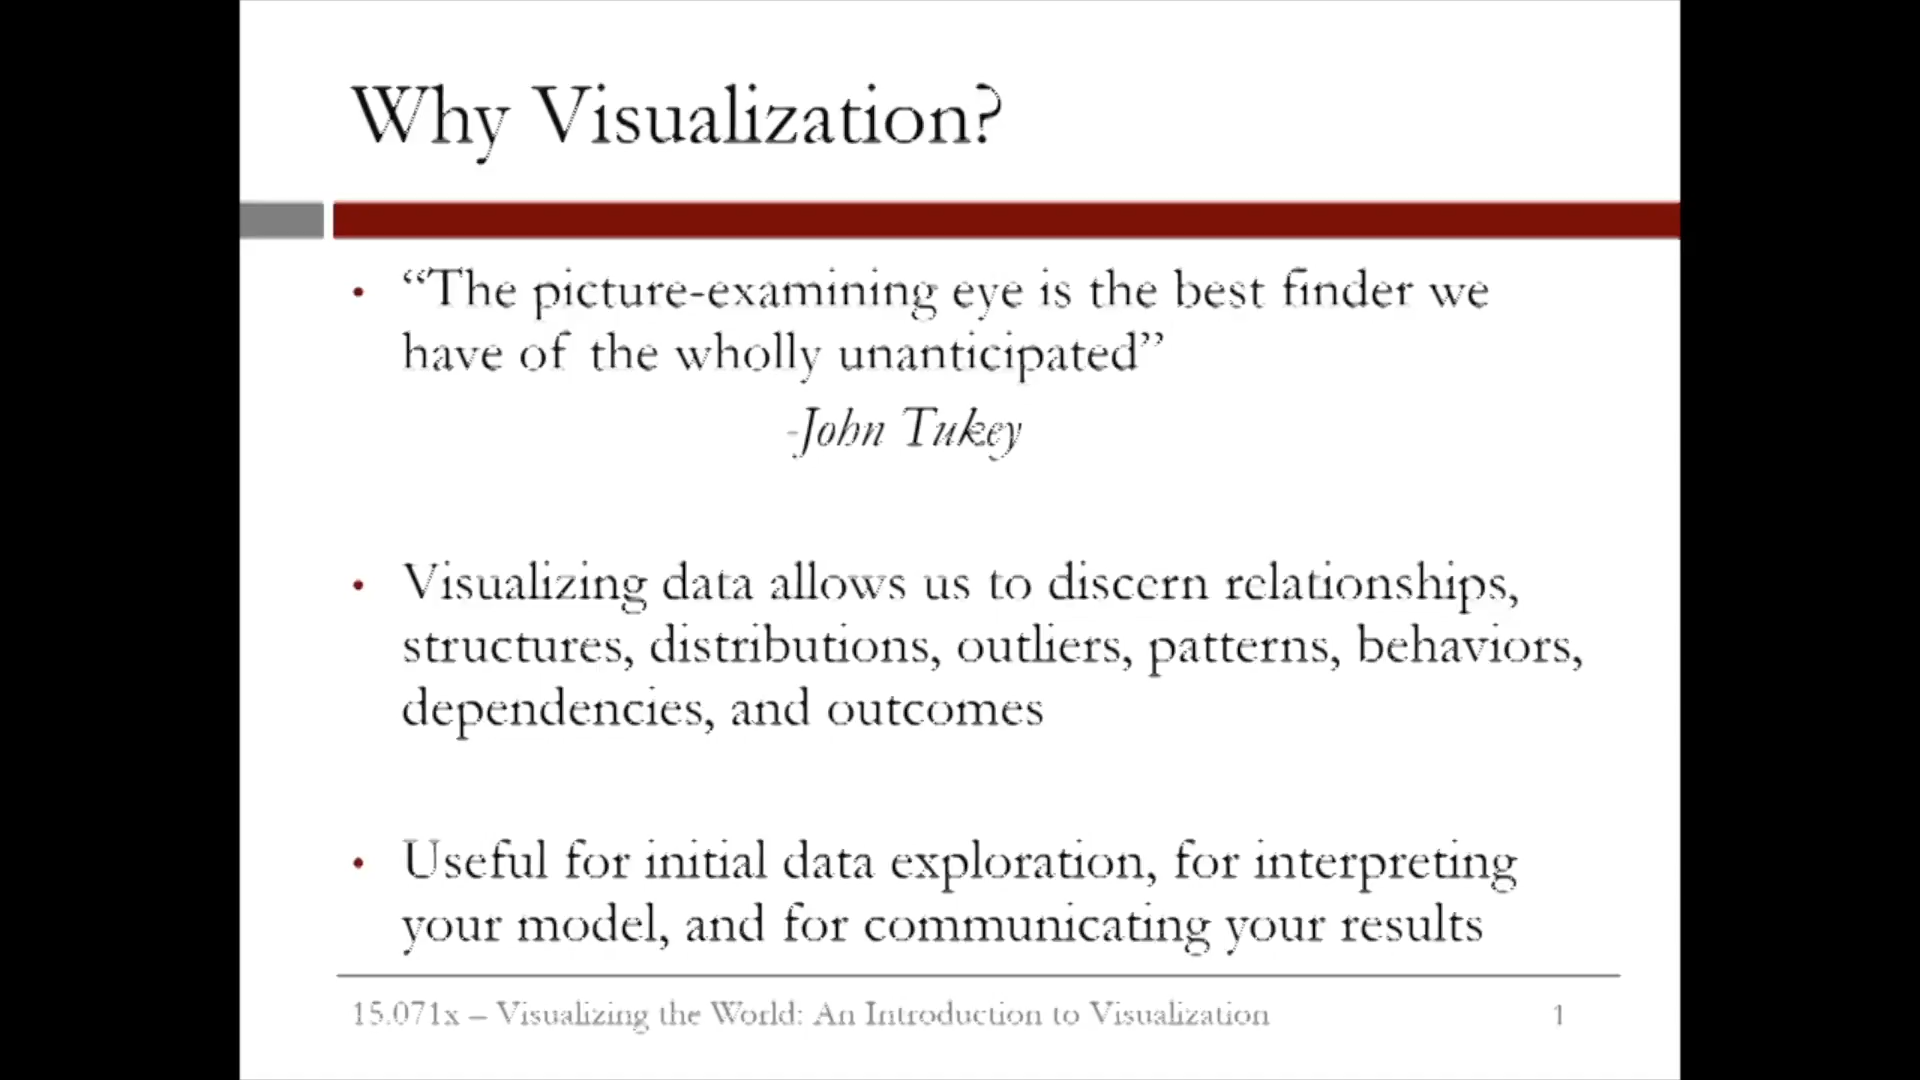 Why Visualization?
• “The picture-examining eye is the best finder we
have of the wholly unanticipated”
-John Tukey
• Visualizing data allows us to discern relationships,
structures, distributions, outliers, patterns, behaviors,
dependencies, and outcomes
• Useful for initial data exploration, for interpreting
your model, and for communicating your results
15.071x – Visualizing the World: An Introduction to Visualization 1